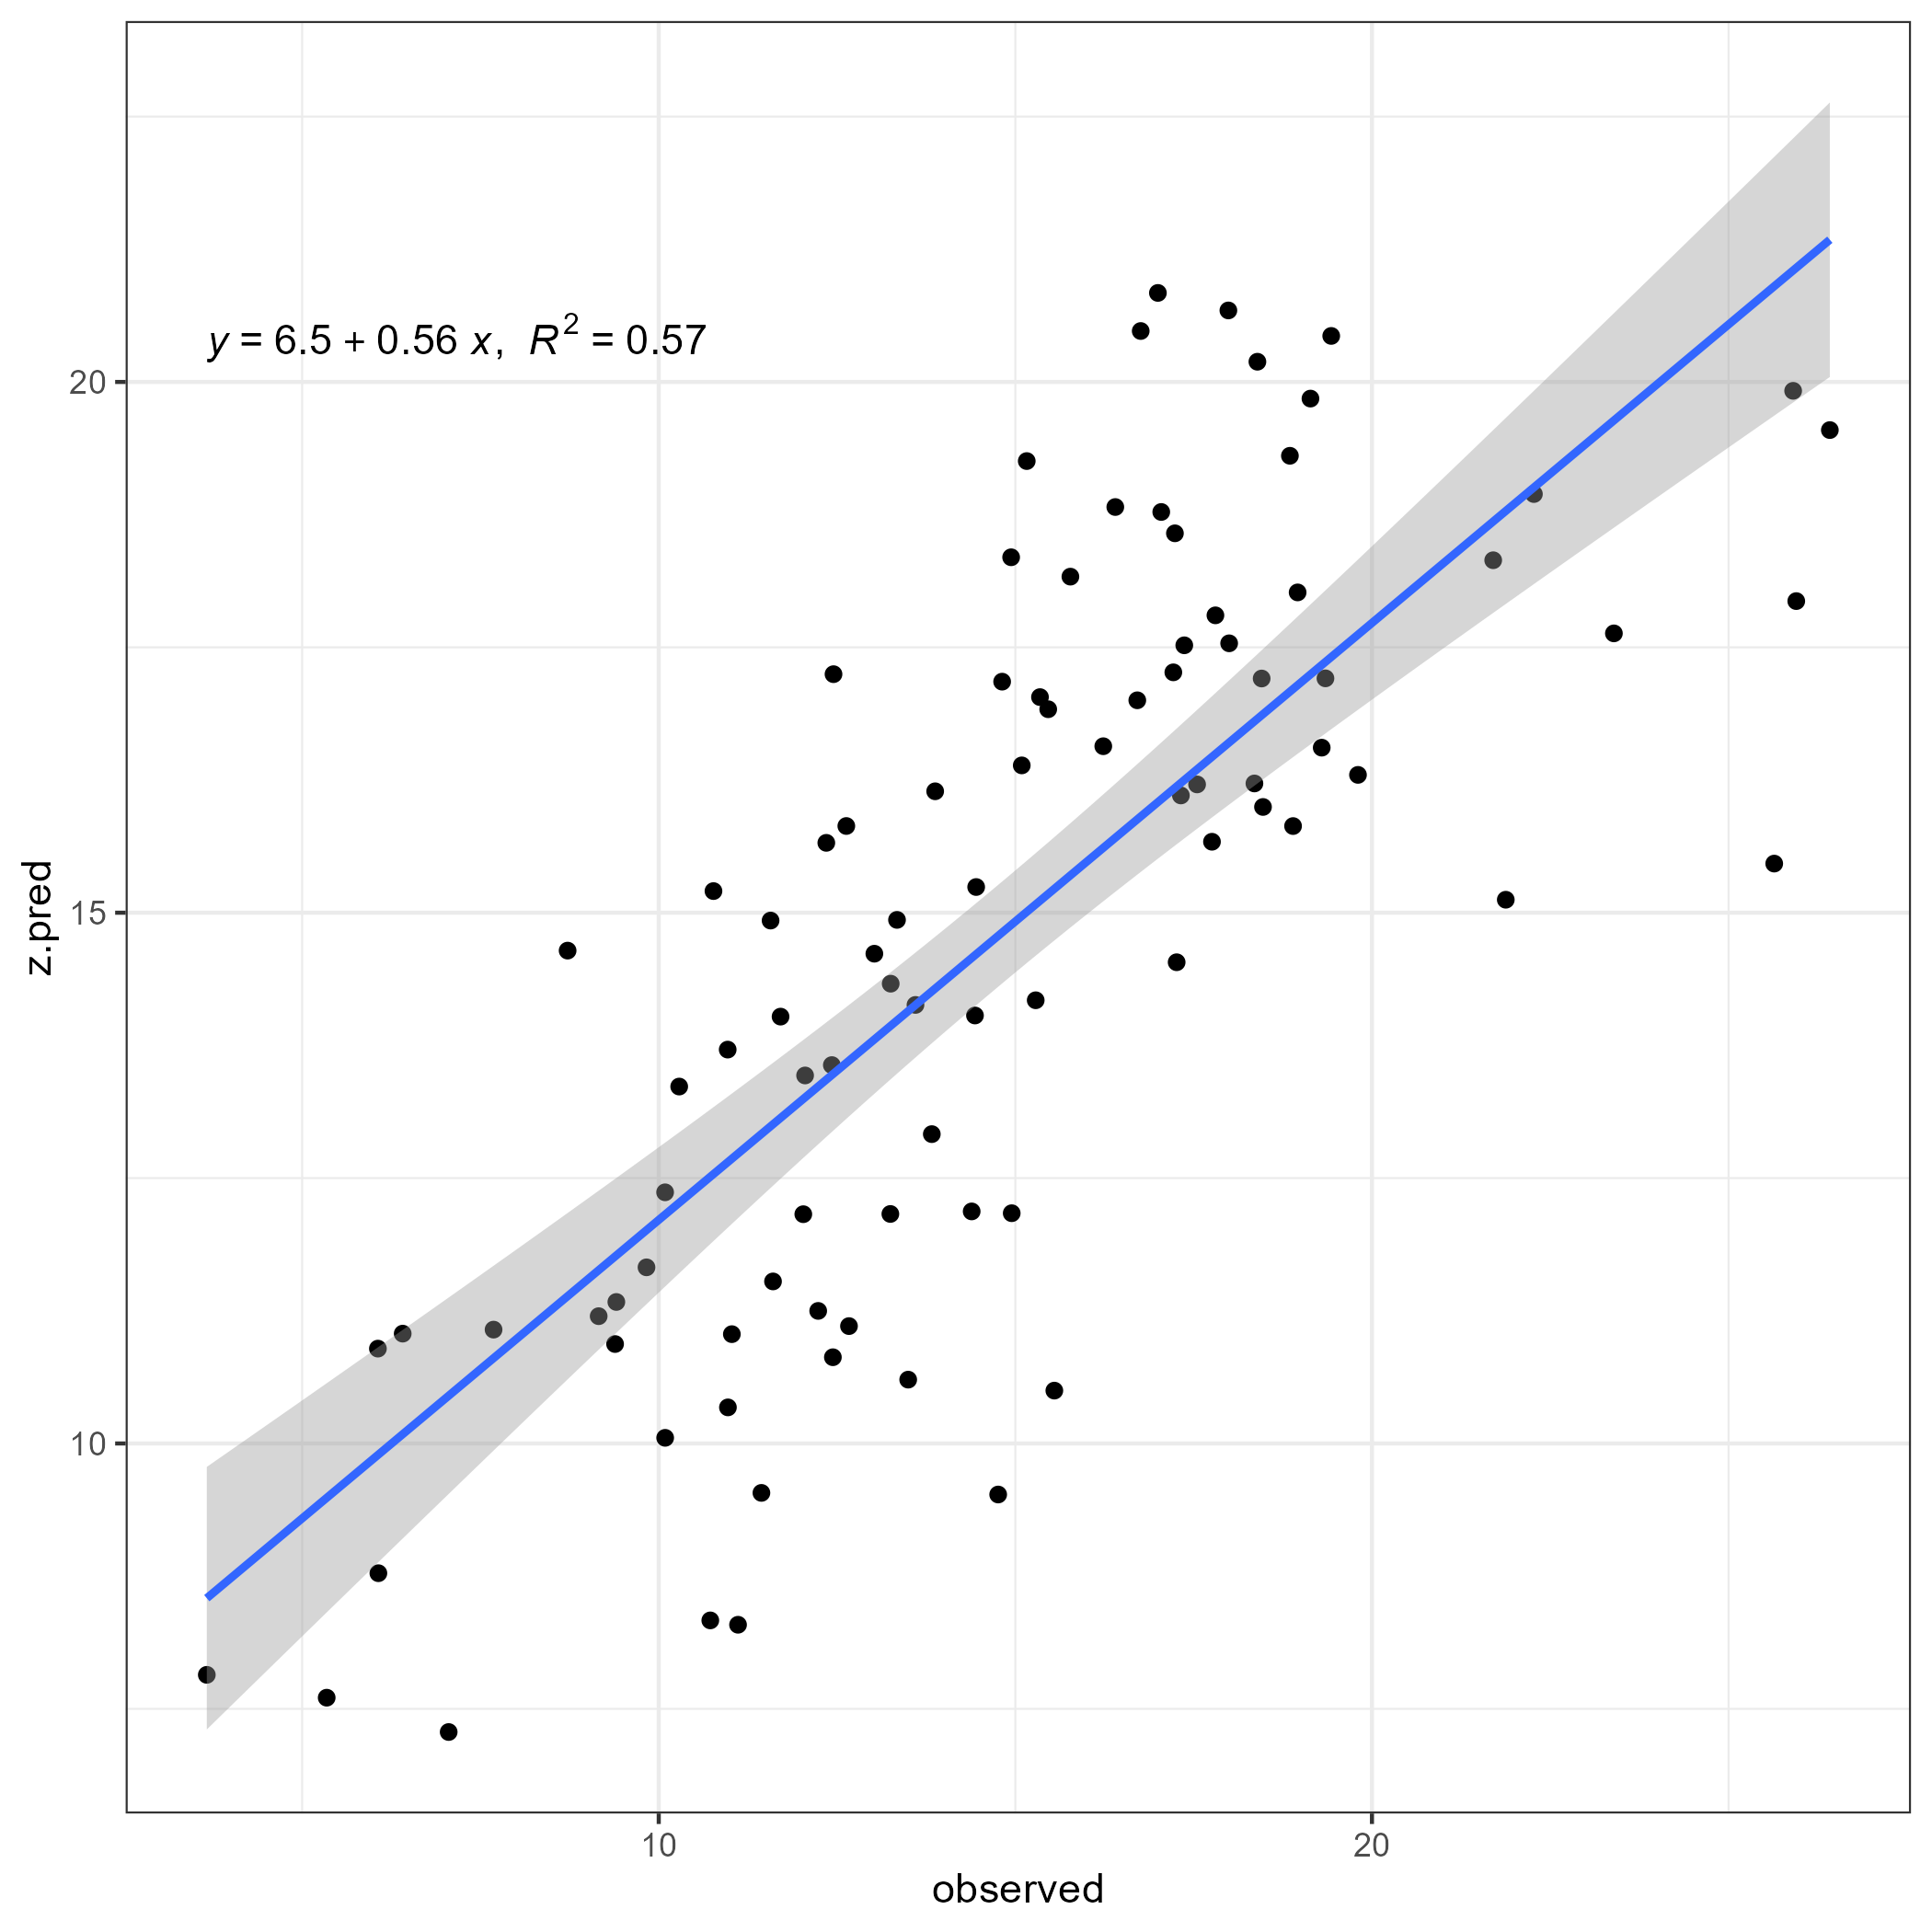 y = 6.5 + 0.56 x, R² = 0.57
20
15
10
z.pred
10 20
observed